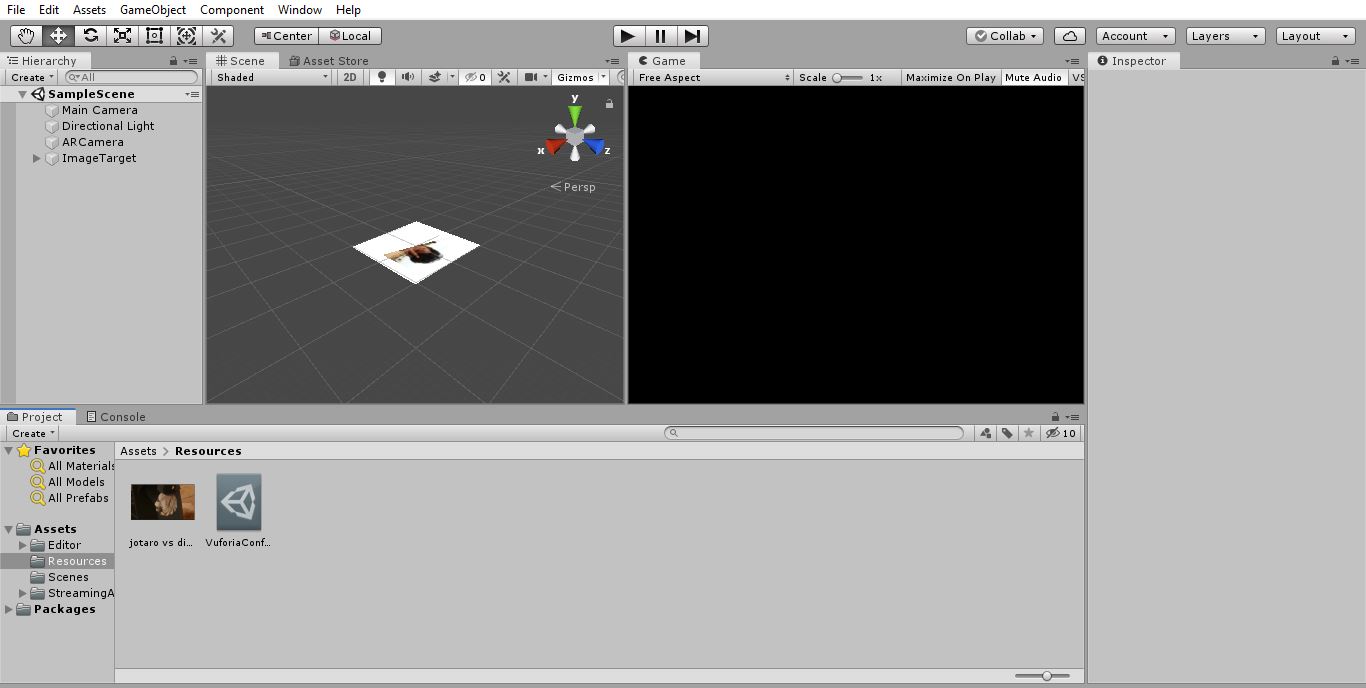 File Edit Assets GameObject Component Window Help
Center Local Collab Account Layers Layout
Hierarchy
Create All
SampleScene
Main Camera
Directional Light
ARCamera
ImageTarget
Scene Asset Store
Shaded 2D 0 Gizmos
y
x z
Persp
Game
Free Aspect Scale 1x Maximize On Play Mute Audio VS
Inspector
Project Console
Create 10
Favorites
All Materials
All Models
All Prefabs
Assets
Editor
Resources
Scenes
StreamingA
Packages
Assets > Resources
jotaro vs di... VuforiaConf...